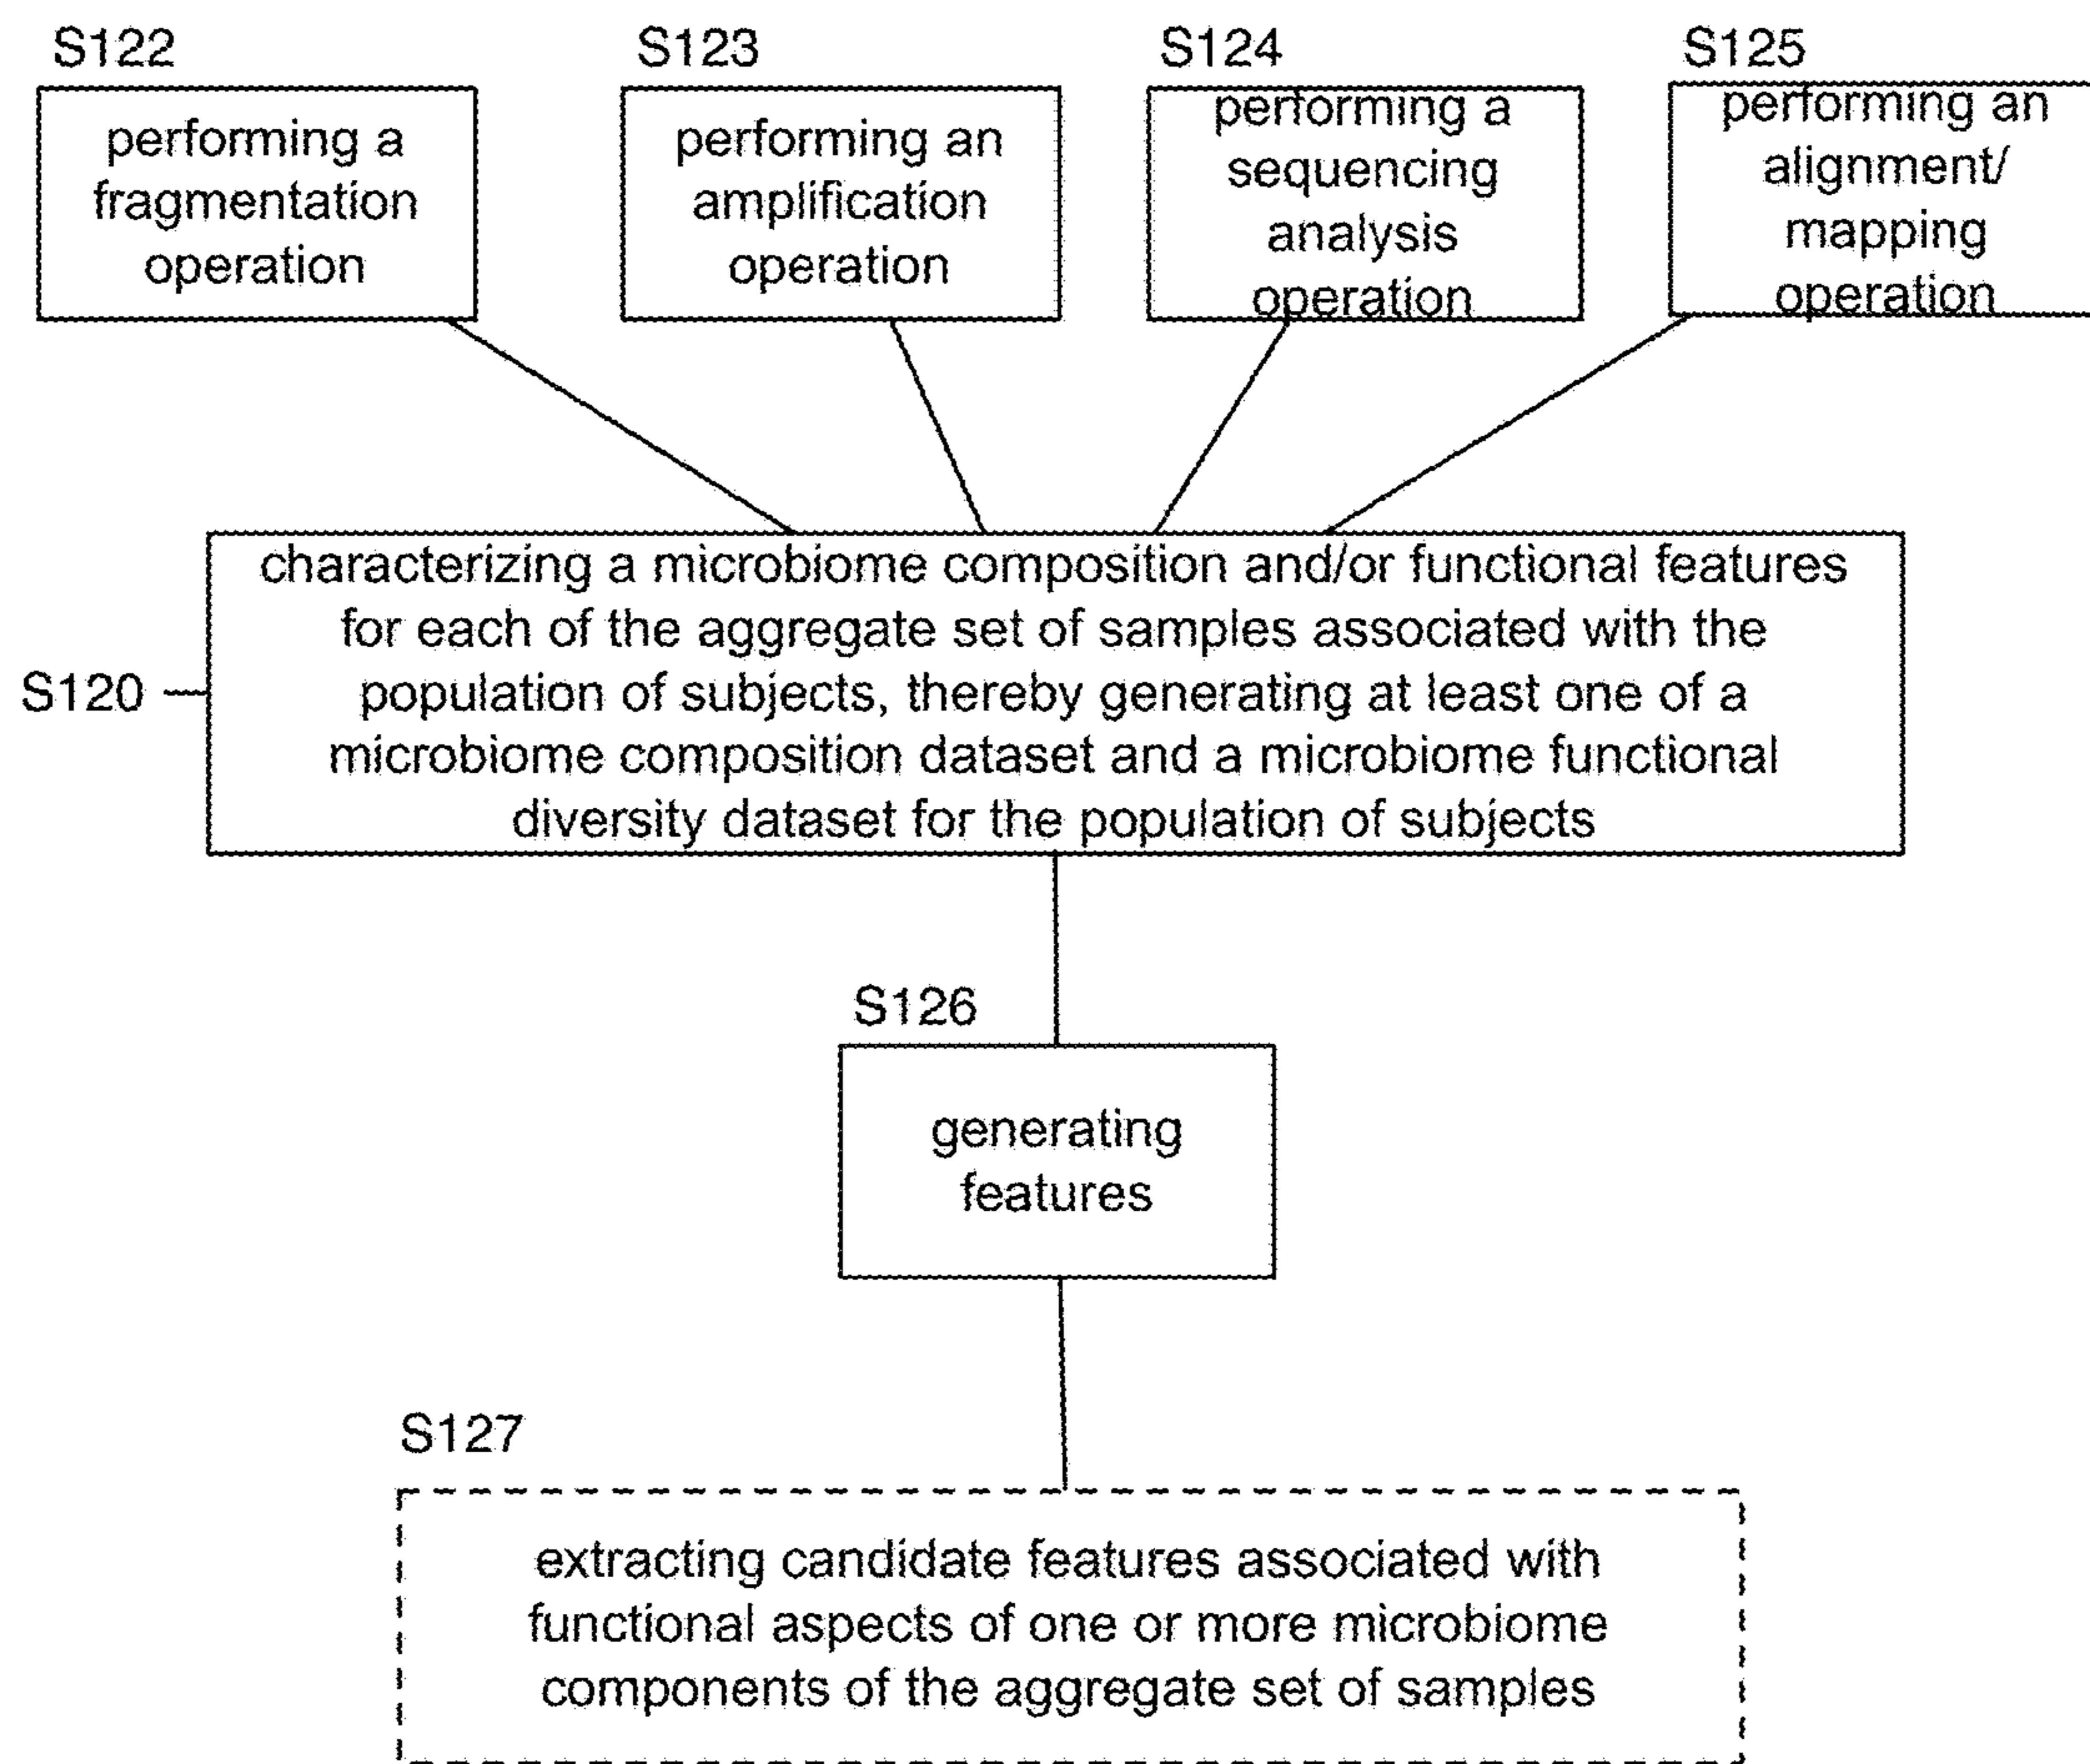 S122
performing a
fragmentation
operation
S123
performing an
amplification
operation
S124
performing a
sequencing
analysis
operation
S125
performing an
alignment/
mapping
operation
S120
characterizing a microbiome composition and/or functional features
for each of the aggregate set of samples associated with the
population of subjects, thereby generating at least one of a
microbiome composition dataset and a microbiome functional
diversity dataset for the population of subjects
S126
generating
features
S127
extracting candidate features associated with
functional aspects of one or more microbiome
components of the aggregate set of samples